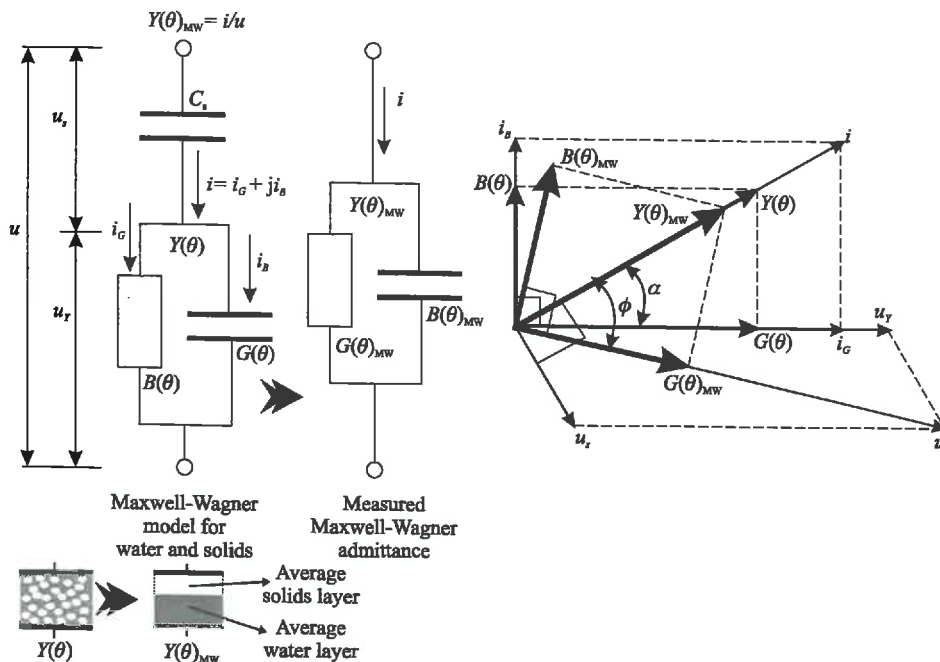 Y(θ)MW = i/u
Cs
us
i
i = iG + jiB
u
iG
Y(θ)
iB
Y(θ)MW
uY
G(θ)
B(θ)
G(θ)MW
B(θ)MW
iB
i
B(θ)MW
B(θ)
Y(θ)MW
Y(θ)
α
ϕ
uY
G(θ)
iG
G(θ)MW
us
u
Maxwell-Wagner
model for
water and solids
Measured
Maxwell-Wagner
admittance
Average
solids layer
Average
water layer
Y(θ)
Y(θ)MW